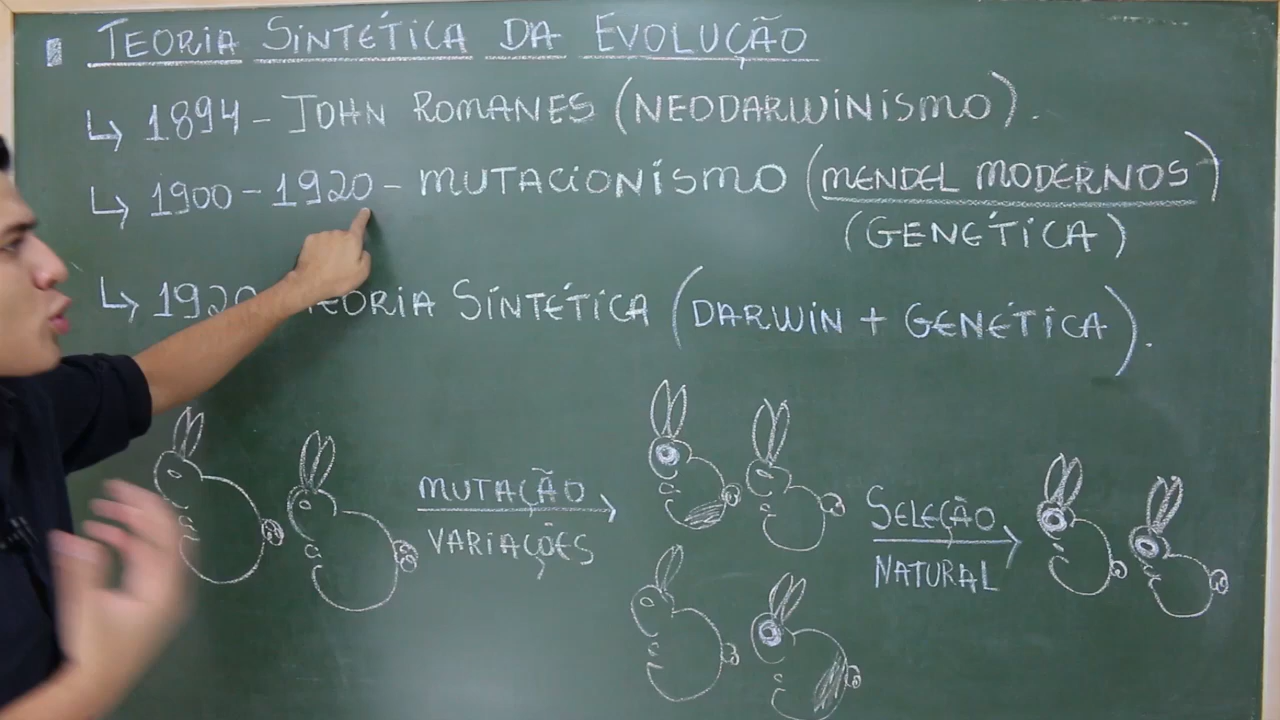 TEORIA SINTÉTICA DA EVOLUÇÃO
↳ 1894 - JOHN ROMANES (NEODARWINISMO).
↳ 1900 - 1920 - MUTACIONISMO (MENDEL MODERNOS)
(GENÉTICA)
↳ 1920 TEORIA SINTÉTICA (DARWIN + GENÉTICA).
MUTAÇÃO
VARIAÇÕES
SELEÇÃO
NATURAL